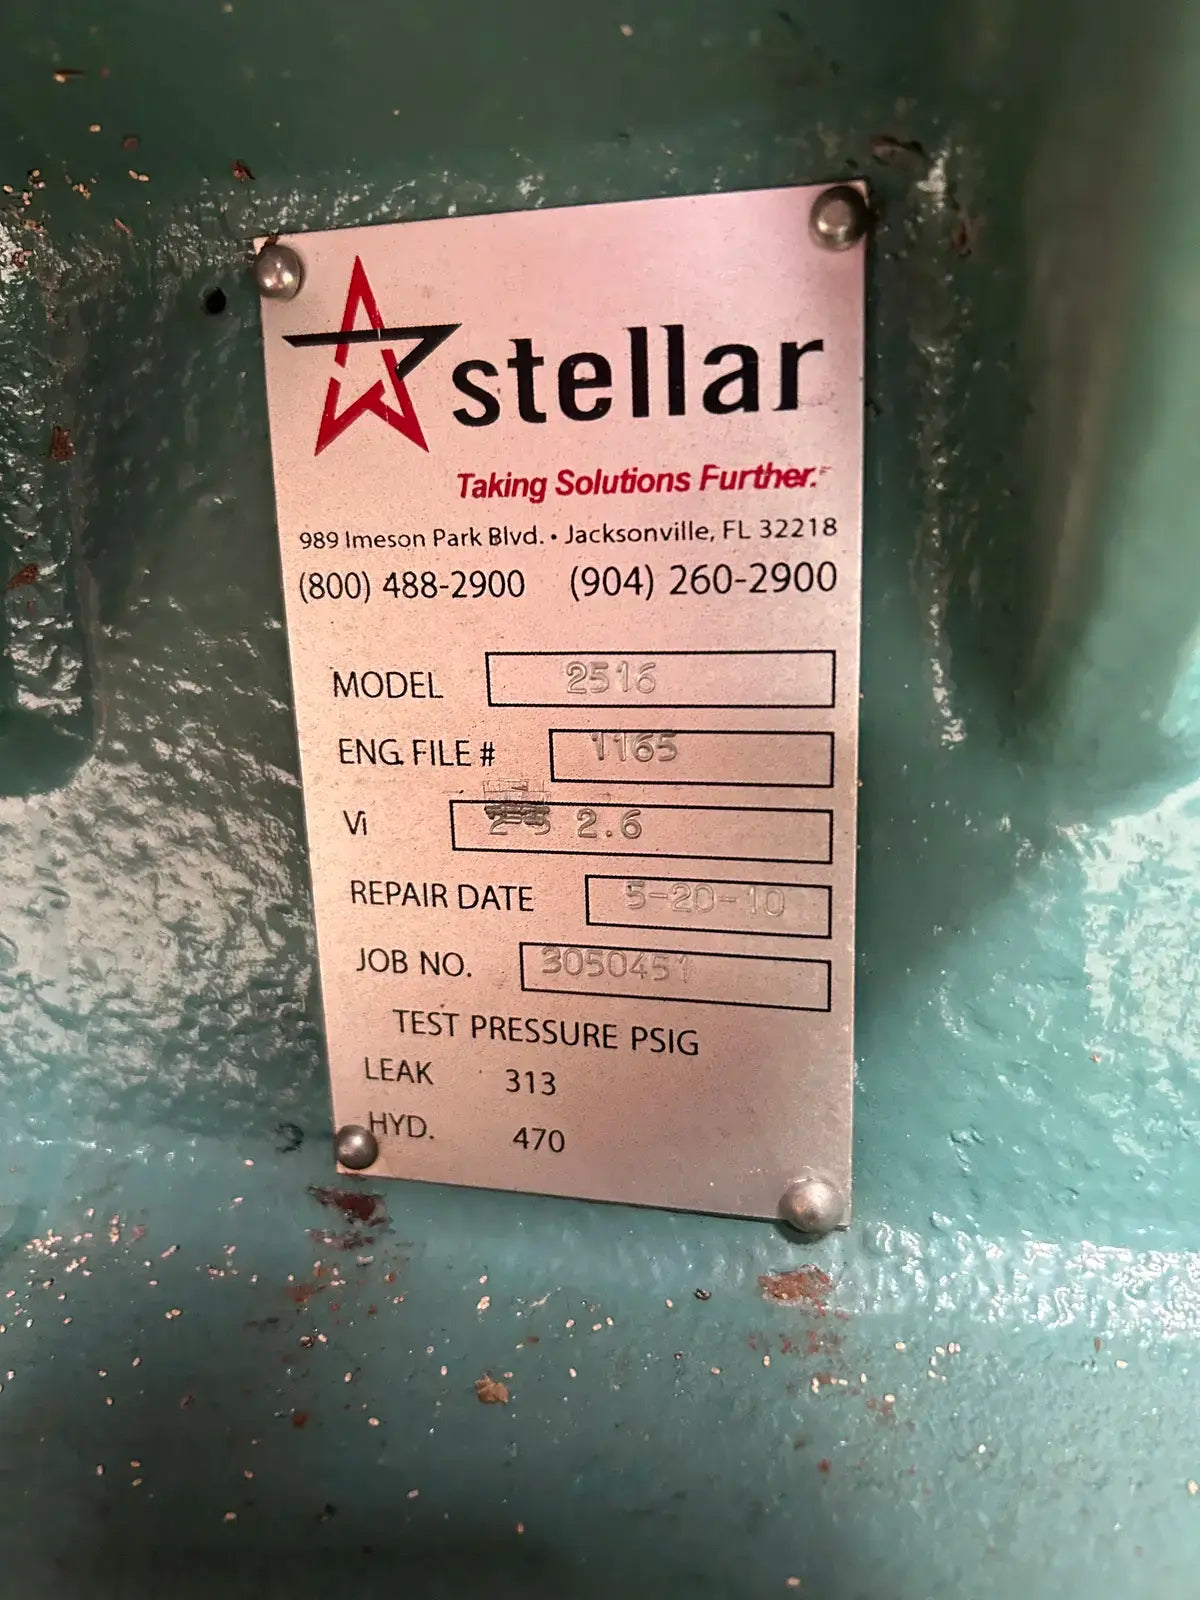 stellar
Taking Solutions Further.
989 Imeson Park Blvd. • Jacksonville, FL 32218
(800) 488-2900 (904) 260-2900
MODEL 2516
ENG. FILE # 1165
Vi 2.6
REPAIR DATE 5-20-10
JOB NO. 3050451
TEST PRESSURE PSIG
LEAK 313
HYD. 470